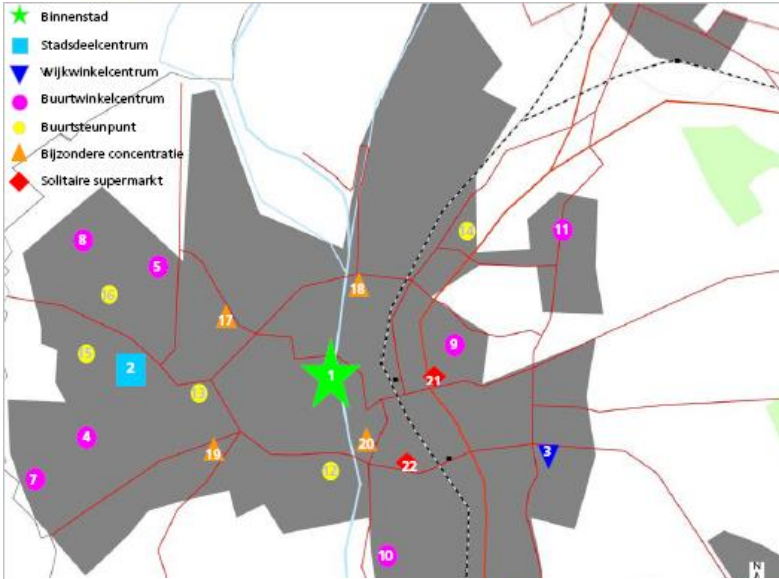 Binnenstad
Stadsdeelcentrum
Wijkwinkelcentrum
Buurtwinkelcentrum
Buurtsteunpunt
Bijzondere concentratie
Solitaire supermarkt
14
11
8
5
16
18
17
9
15
2
1
21
13
4
20
19
3
22
12
7
10
N